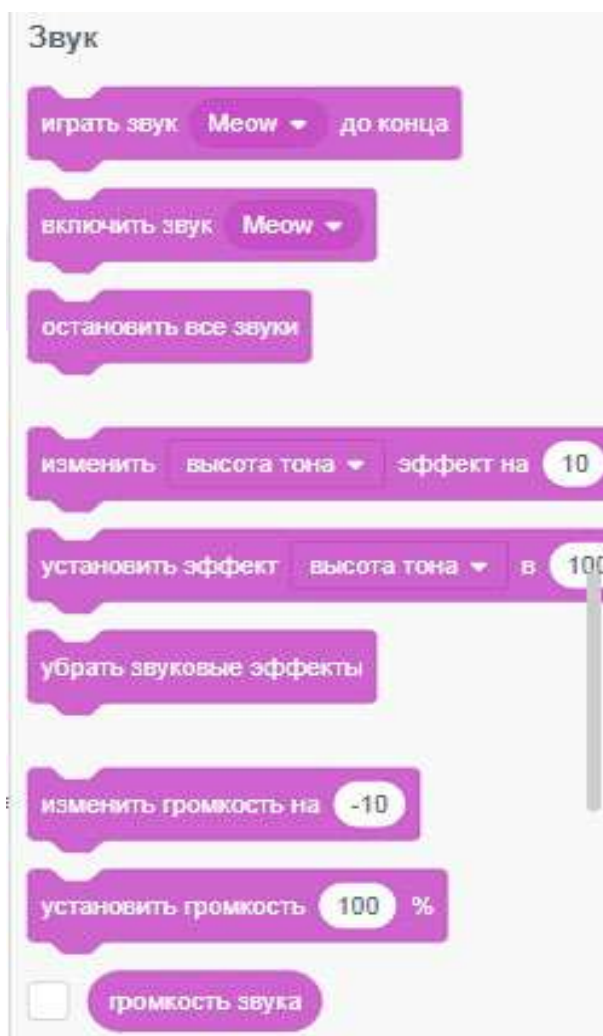 Звук
играть звук Meow до конца
включить звук Meow
остановить все звуки
изменить высота тона эффект на 10
установить эффект высота тона в 100
убрать звуковые эффекты
изменить громкость на -10
установить громкость 100 %
громкость звука